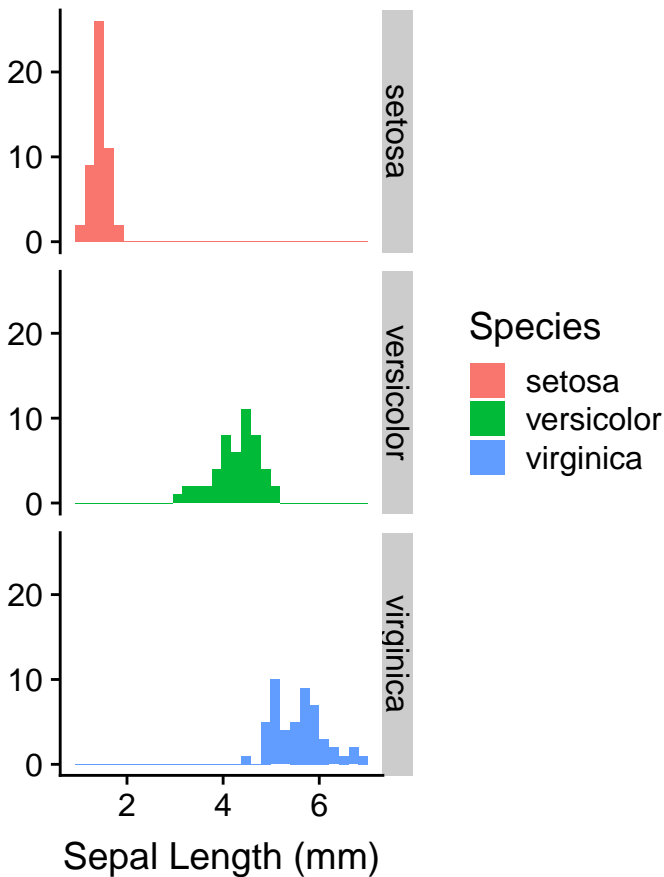 20
10
0
setosa
20
10
0
versicolor
20
10
0
virginica
2 4 6
Sepal Length (mm)
Species
setosa
versicolor
virginica